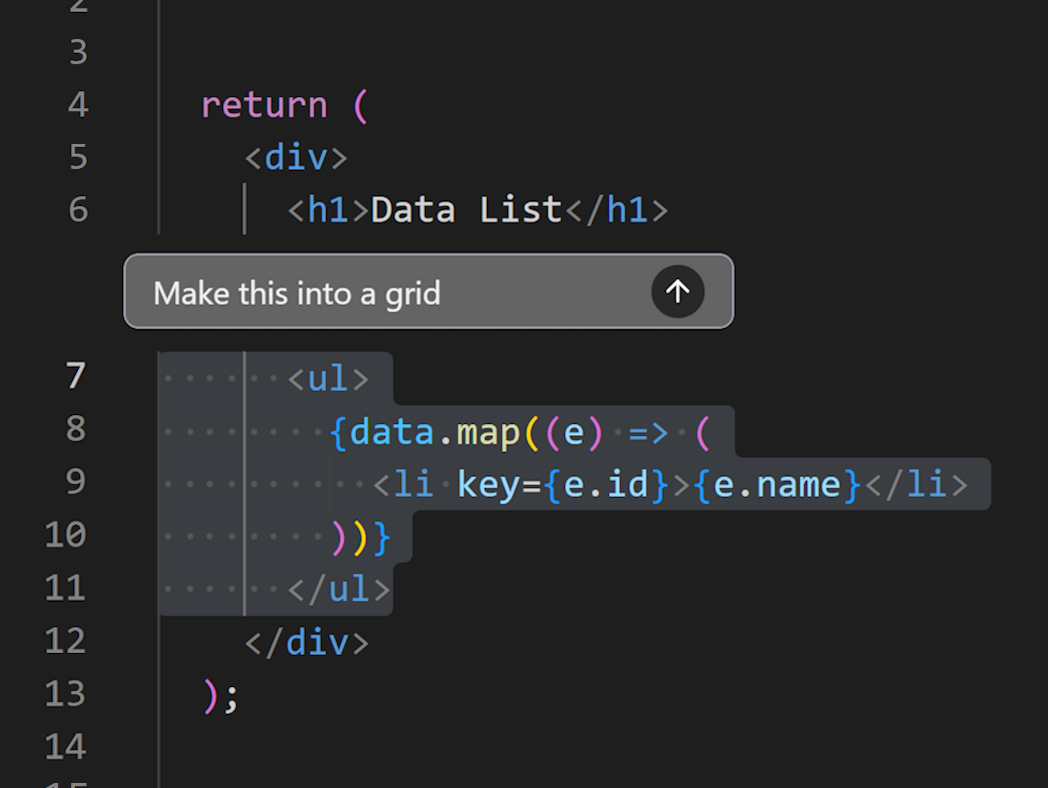 3
4 return (
5 <div>
6 <h1>Data List</h1>
Make this into a grid
7 <ul>
8 {data.map((e) => (
9 <li key={e.id}>{e.name}</li>
10 ))}
11 </ul>
12 </div>
13 );
14